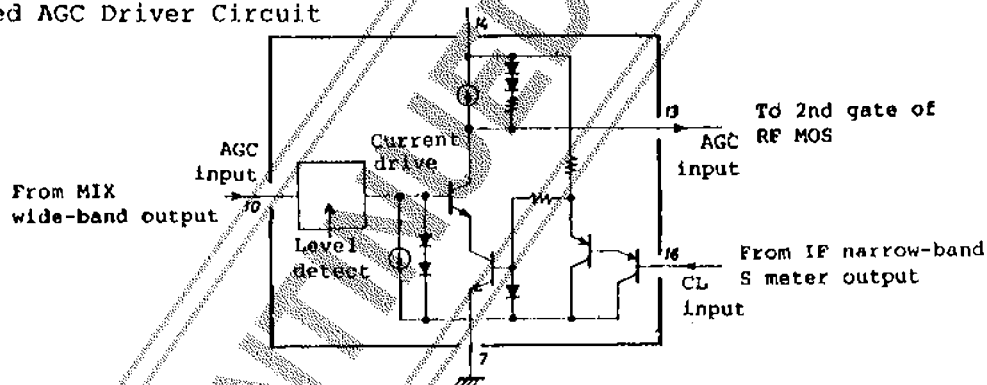 ed AGC Driver Circuit
14
13
To 2nd gate of
RF MOS
AGC
input
Current
drive
AGC
input
From MIX
wide-band output
10
Level
detect
16
From IF narrow-band
S meter output
CL
input
7